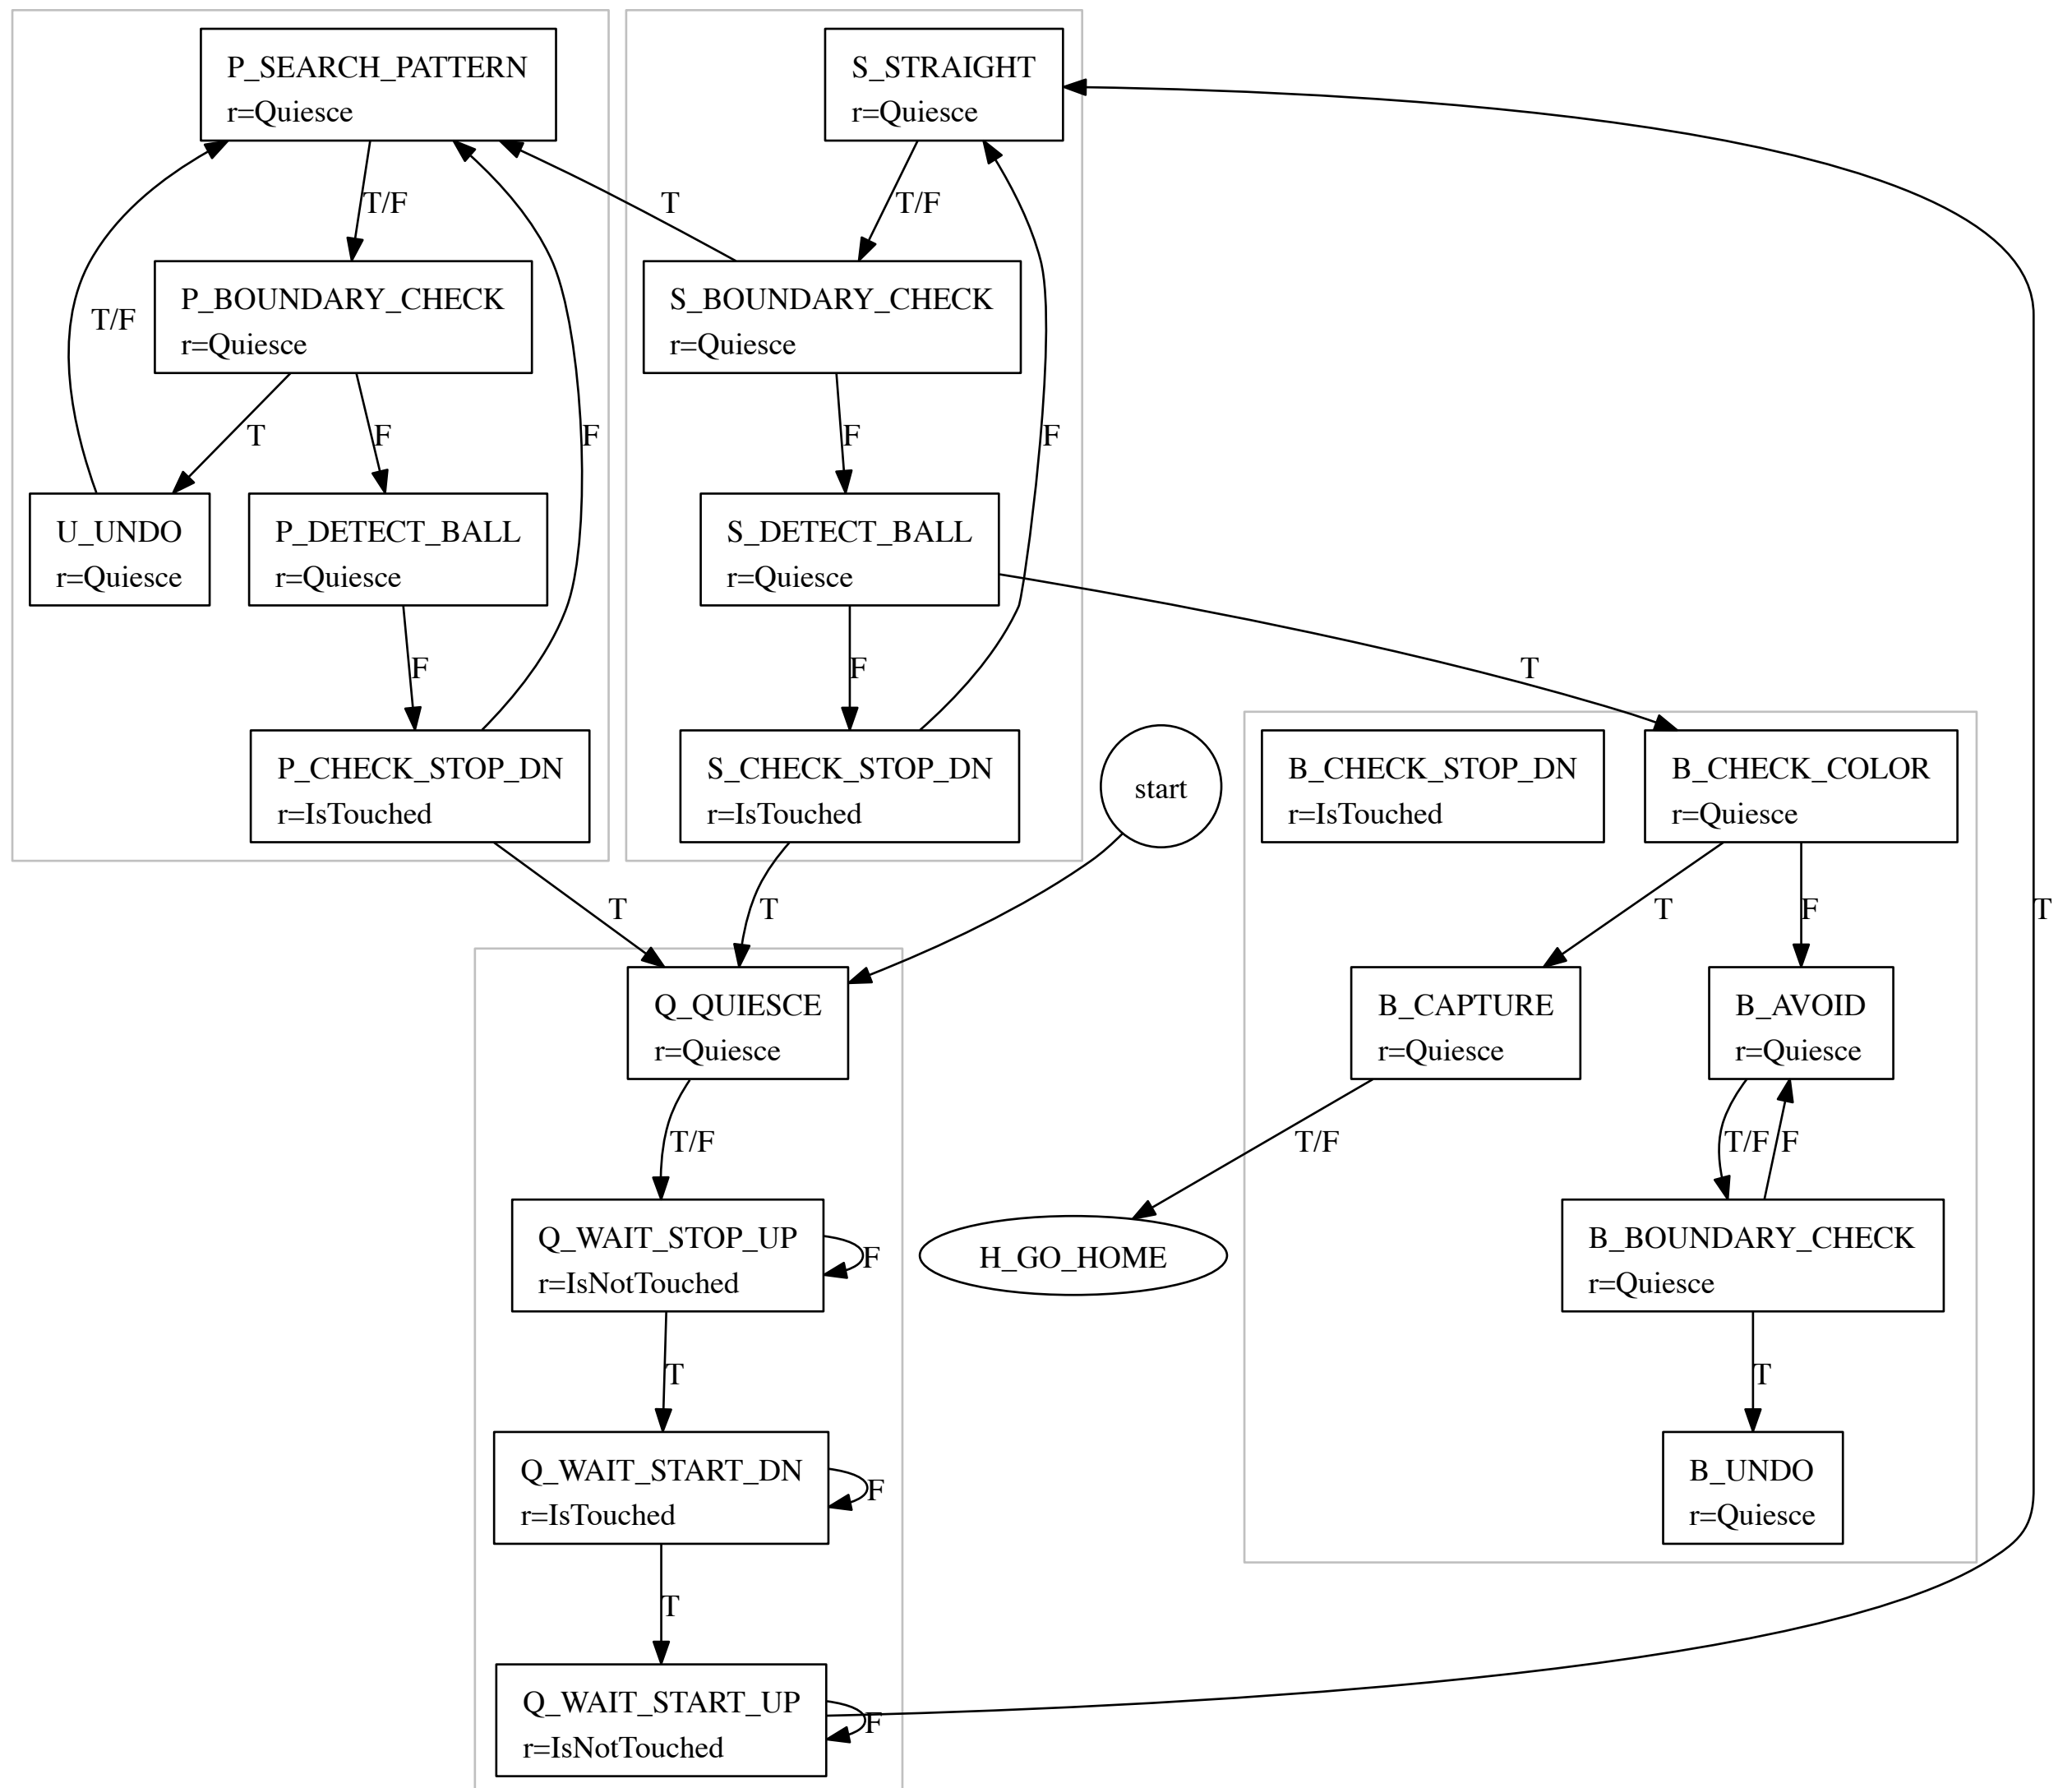 P_SEARCH_PATTERN
r=Quiesce
S_STRAIGHT
r=Quiesce
T/F
T
T/F
P_BOUNDARY_CHECK
r=Quiesce
S_BOUNDARY_CHECK
r=Quiesce
T/F
T
F
F
F
F
U_UNDO
r=Quiesce
P_DETECT_BALL
r=Quiesce
S_DETECT_BALL
r=Quiesce
F
F
T
P_CHECK_STOP_DN
r=IsTouched
S_CHECK_STOP_DN
r=IsTouched
start
B_CHECK_STOP_DN
r=IsTouched
B_CHECK_COLOR
r=Quiesce
T
T
T
F
T
Q_QUIESCE
r=Quiesce
B_CAPTURE
r=Quiesce
B_AVOID
r=Quiesce
T/F
T/F
T/F
F
Q_WAIT_STOP_UP
r=IsNotTouched
F
H_GO_HOME
B_BOUNDARY_CHECK
r=Quiesce
T
T
Q_WAIT_START_DN
r=IsTouched
F
B_UNDO
r=Quiesce
T
Q_WAIT_START_UP
r=IsNotTouched
F